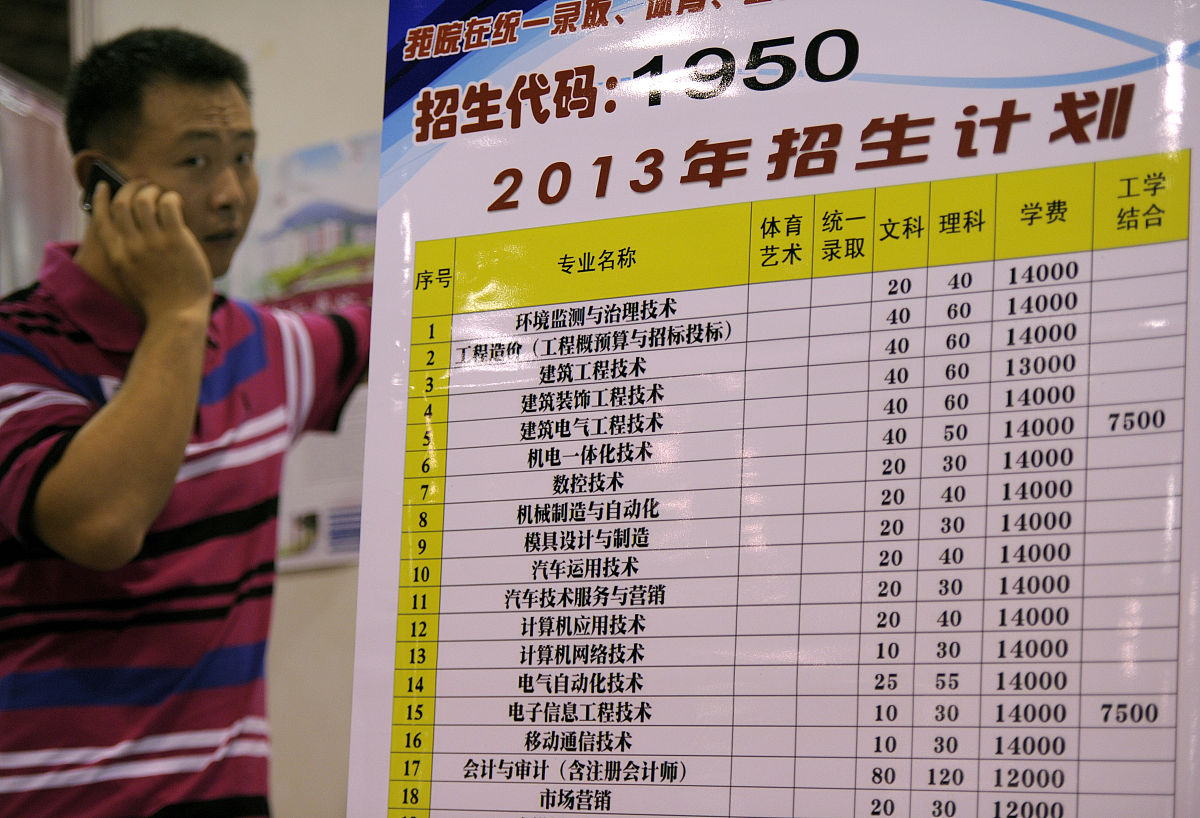 我院在统一录取、体育、
招生代码:1950
2013年招生计划
序号 专业名称 体育艺术 统一录取 文科 理科 学费 工学结合
1 环境监测与治理技术 20 40 14000
2 工程造价（工程概预算与招标投标） 40 60 14000
3 建筑工程技术 40 60 14000
4 建筑装饰工程技术 40 60 13000
5 建筑电气工程技术 40 60 14000
6 机电一体化技术 40 50 14000 7500
7 数控技术 20 30 14000
8 机械制造与自动化 20 40 14000
9 模具设计与制造 20 30 14000
10 汽车运用技术 20 40 14000
11 汽车技术服务与营销 20 30 14000
12 计算机应用技术 20 40 14000
13 计算机网络技术 10 30 14000
14 电气自动化技术 25 55 14000
15 电子信息工程技术 10 30 14000 7500
16 移动通信技术 10 30 14000
17 会计与审计（含注册会计师） 80 120 12000
18 市场营销 20 30 12000